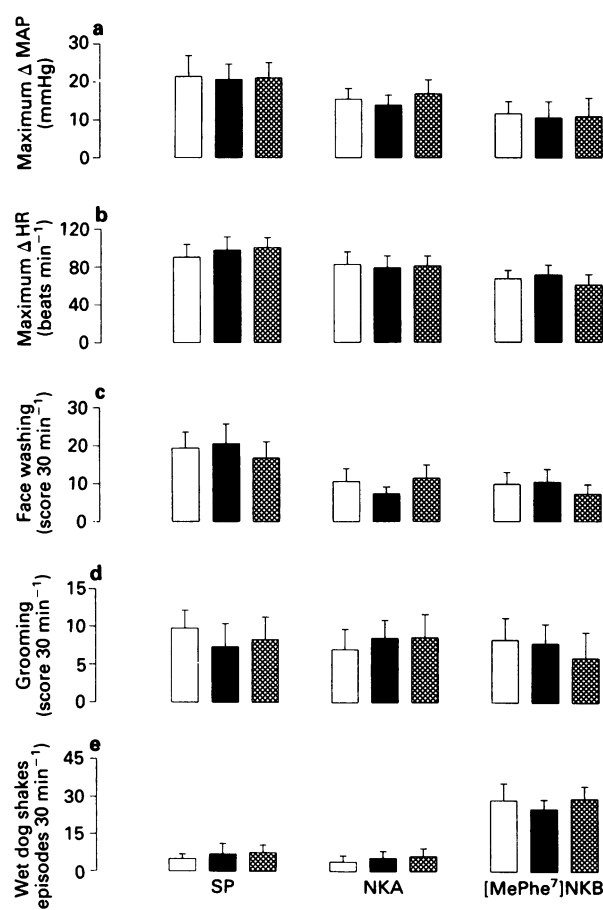 a
Maximum Δ MAP
(mmHg)
30
20
10
0
b
Maximum Δ HR
(beats min⁻¹)
120
80
40
0
c
Face washing
(score 30 min⁻¹)
30
20
10
0
d
Grooming
(score 30 min⁻¹)
15
10
5
0
e
Wet dog shakes
episodes 30 min⁻¹)
45
30
15
0
SP NKA [MePhe⁷]NKB